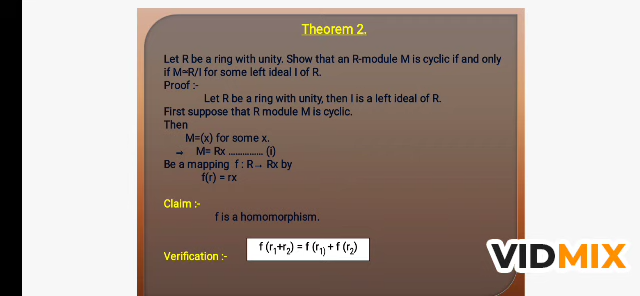 Theorem 2.
Let R be a ring with unity. Show that an R-module M is cyclic if and only
if M≃R/I for some left ideal I of R.
Proof :-
Let R be a ring with unity, then I is a left ideal of R.
First suppose that R module M is cyclic.
Then
M=(x) for some x.
→ M= Rx ............... (i)
Be a mapping f : R→ Rx by
f(r) = rx
Claim :-
f is a homomorphism.
Verification :- f (r₁+r₂) = f (r₁₎ + f (r₂)
VIDMIX